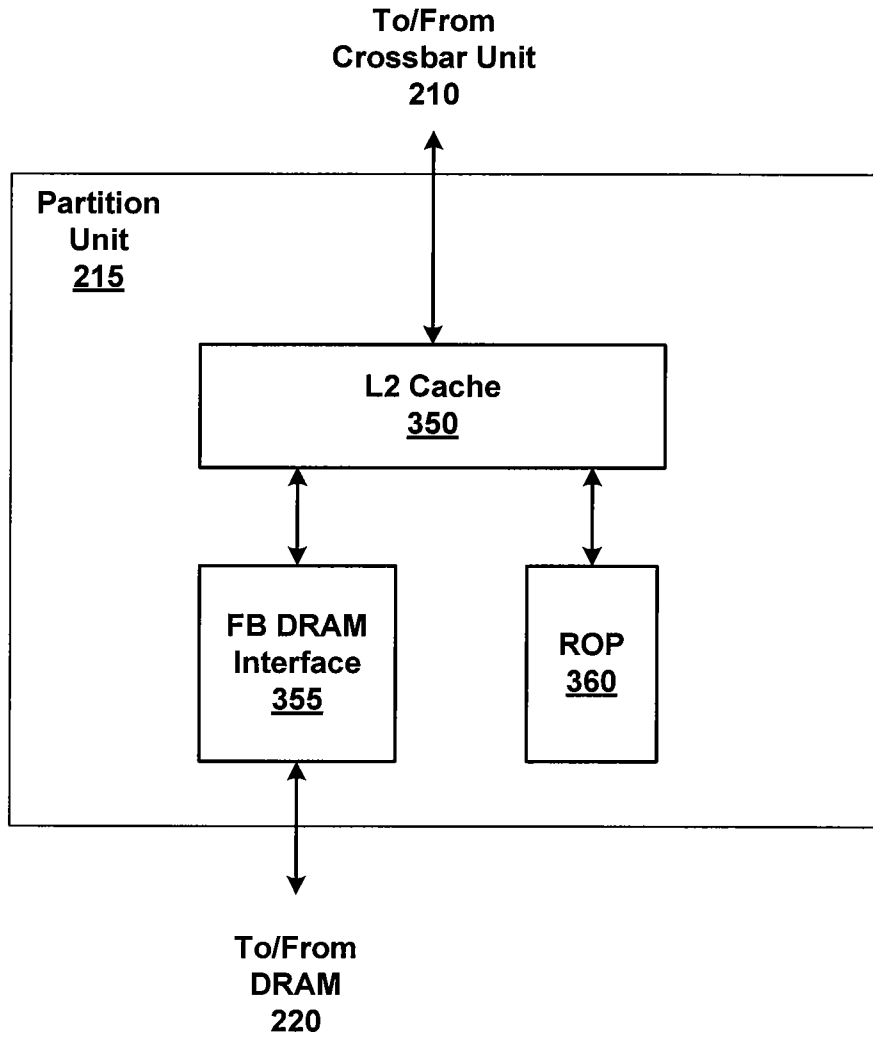 To/From
Crossbar Unit
210
Partition
Unit
215
L2 Cache
350
FB DRAM
Interface
355
ROP
360
To/From
DRAM
220